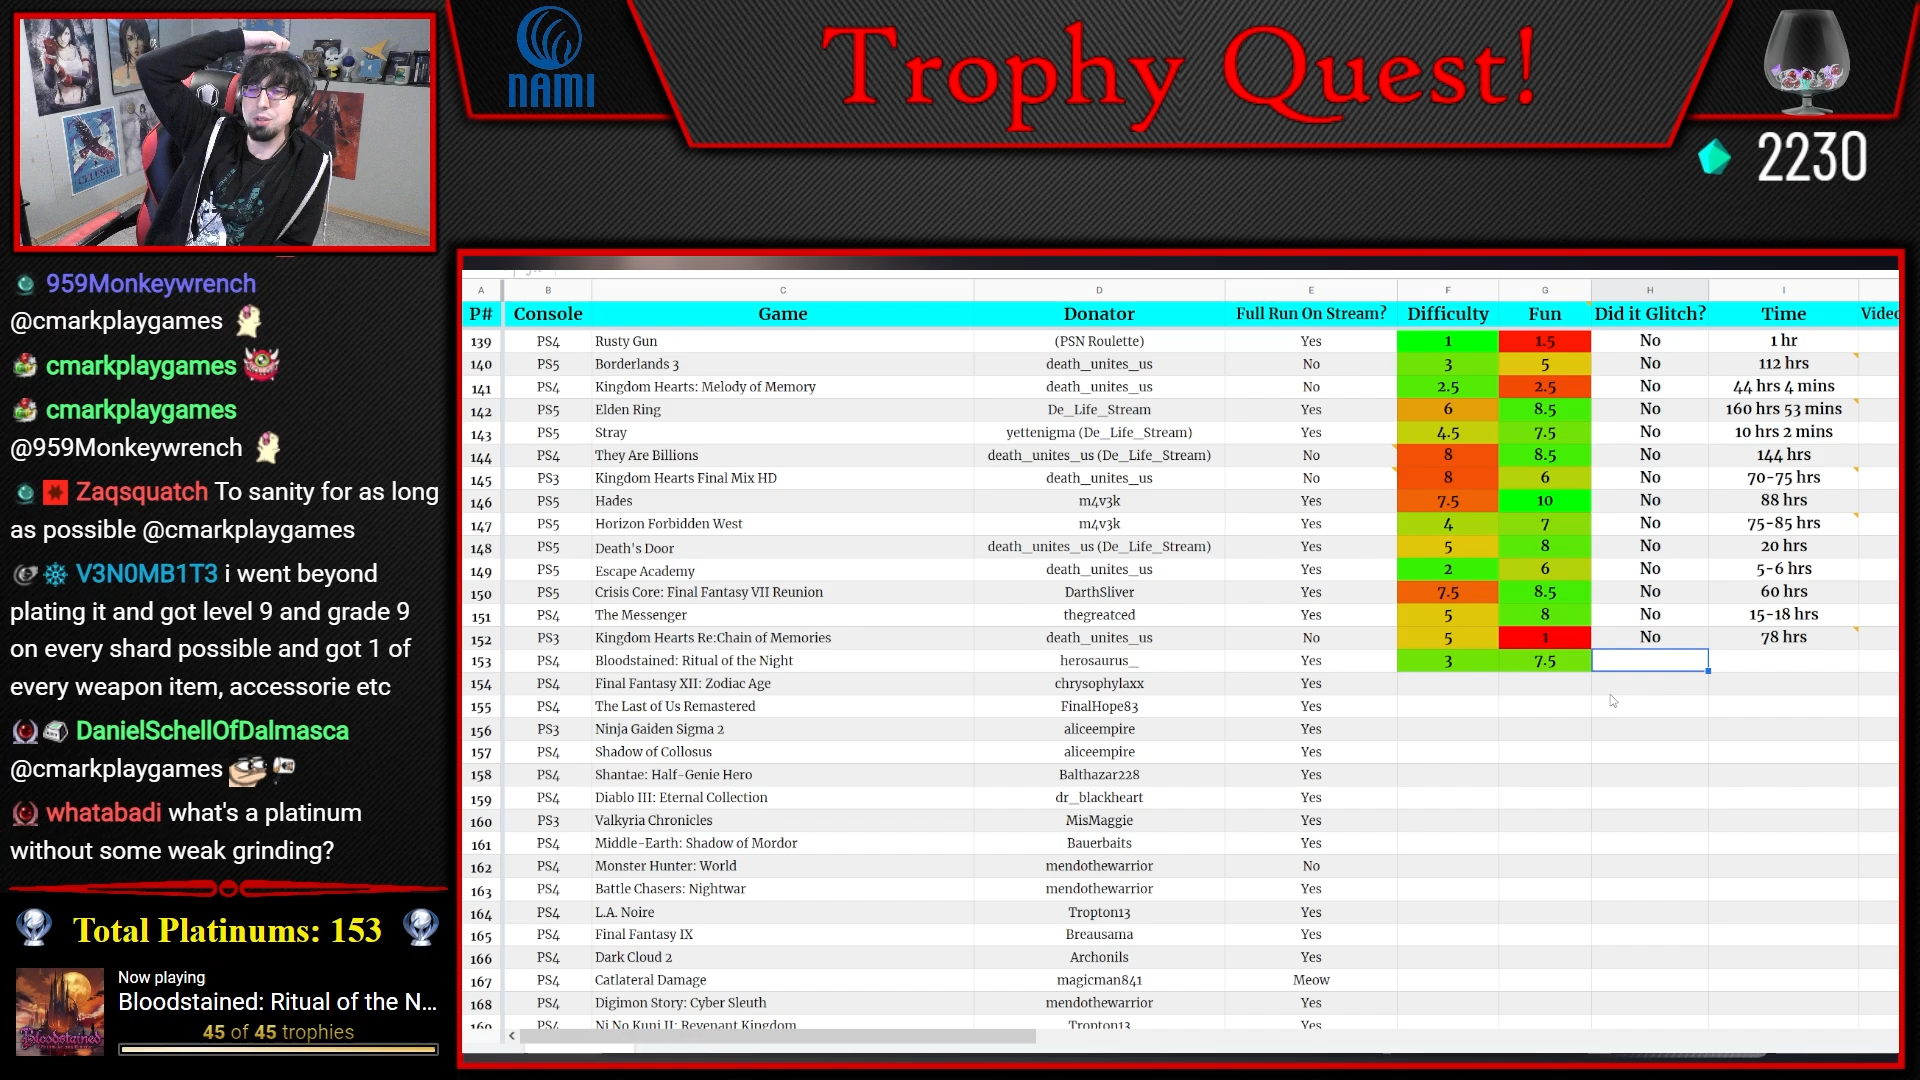 NAMI
Trophy Quest!
2230
CELESTE
959Monkeywrench
@cmarkplaygames
cmarkplaygames
cmarkplaygames
@959Monkeywrench
Zaqsquatch To sanity for as long
as possible @cmarkplaygames
V3N0MB1T3 i went beyond
plating it and got level 9 and grade 9
on every shard possible and got 1 of
every weapon item, accessorie etc
DanielSchellOfDalmasca
@cmarkplaygames
whatabadi what's a platinum
without some weak grinding?
Total Platinums: 153
Now playing
Bloodstained: Ritual of the N...
45 of 45 trophies
Bloodstained
A B C D E F G H I
P# Console Game Donator Full Run On Stream? Difficulty Fun Did it Glitch? Time
139 PS4 Rusty Gun (PSN Roulette) Yes 1 1.5 No 1 hr
140 PS5 Borderlands 3 death_unites_us No 3 5 No 112 hrs
141 PS4 Kingdom Hearts: Melody of Memory death_unites_us No 2.5 2.5 No 44 hrs 4 mins
142 PS5 Elden Ring De_Life_Stream Yes 6 8.5 No 160 hrs 53 mins
143 PS5 Stray yettenigma (De_Life_Stream) Yes 4.5 7.5 No 10 hrs 2 mins
144 PS4 They Are Billions death_unites_us (De_Life_Stream) No 8 8.5 No 144 hrs
145 PS3 Kingdom Hearts Final Mix HD death_unites_us No 8 6 No 70-75 hrs
146 PS5 Hades m4v3k Yes 7.5 10 No 88 hrs
147 PS5 Horizon Forbidden West m4v3k Yes 4 7 No 75-85 hrs
148 PS5 Death's Door death_unites_us (De_Life_Stream) Yes 5 8 No 20 hrs
149 PS5 Escape Academy death_unites_us Yes 2 6 No 5-6 hrs
150 PS5 Crisis Core: Final Fantasy VII Reunion DarthSliver Yes 7.5 8.5 No 60 hrs
151 PS4 The Messenger thegreatced Yes 5 8 No 15-18 hrs
152 PS3 Kingdom Hearts Re:Chain of Memories death_unites_us No 5 1 No 78 hrs
153 PS4 Bloodstained: Ritual of the Night herosaurus_ Yes 3 7.5
154 PS4 Final Fantasy XII: Zodiac Age chrysophylaxx Yes
155 PS4 The Last of Us Remastered FinalHope83 Yes
156 PS3 Ninja Gaiden Sigma 2 aliceempire Yes
157 PS4 Shadow of Collosus aliceempire Yes
158 PS4 Shantae: Half-Genie Hero Balthazar228 Yes
159 PS4 Diablo III: Eternal Collection dr_blackheart Yes
160 PS3 Valkyria Chronicles MisMaggie Yes
161 PS4 Middle-Earth: Shadow of Mordor Bauerbaits Yes
162 PS4 Monster Hunter: World mendothewarrior No
163 PS4 Battle Chasers: Nightwar mendothewarrior Yes
164 PS4 L.A. Noire Tropton13 Yes
165 PS4 Final Fantasy IX Breausama Yes
166 PS4 Dark Cloud 2 Archonils Yes
167 PS4 Catlateral Damage magicman841 Meow
168 PS4 Digimon Story: Cyber Sleuth mendothewarrior Yes
169 PS4 Ni No Kuni II: Revenant Kingdom Tropton13 Yes